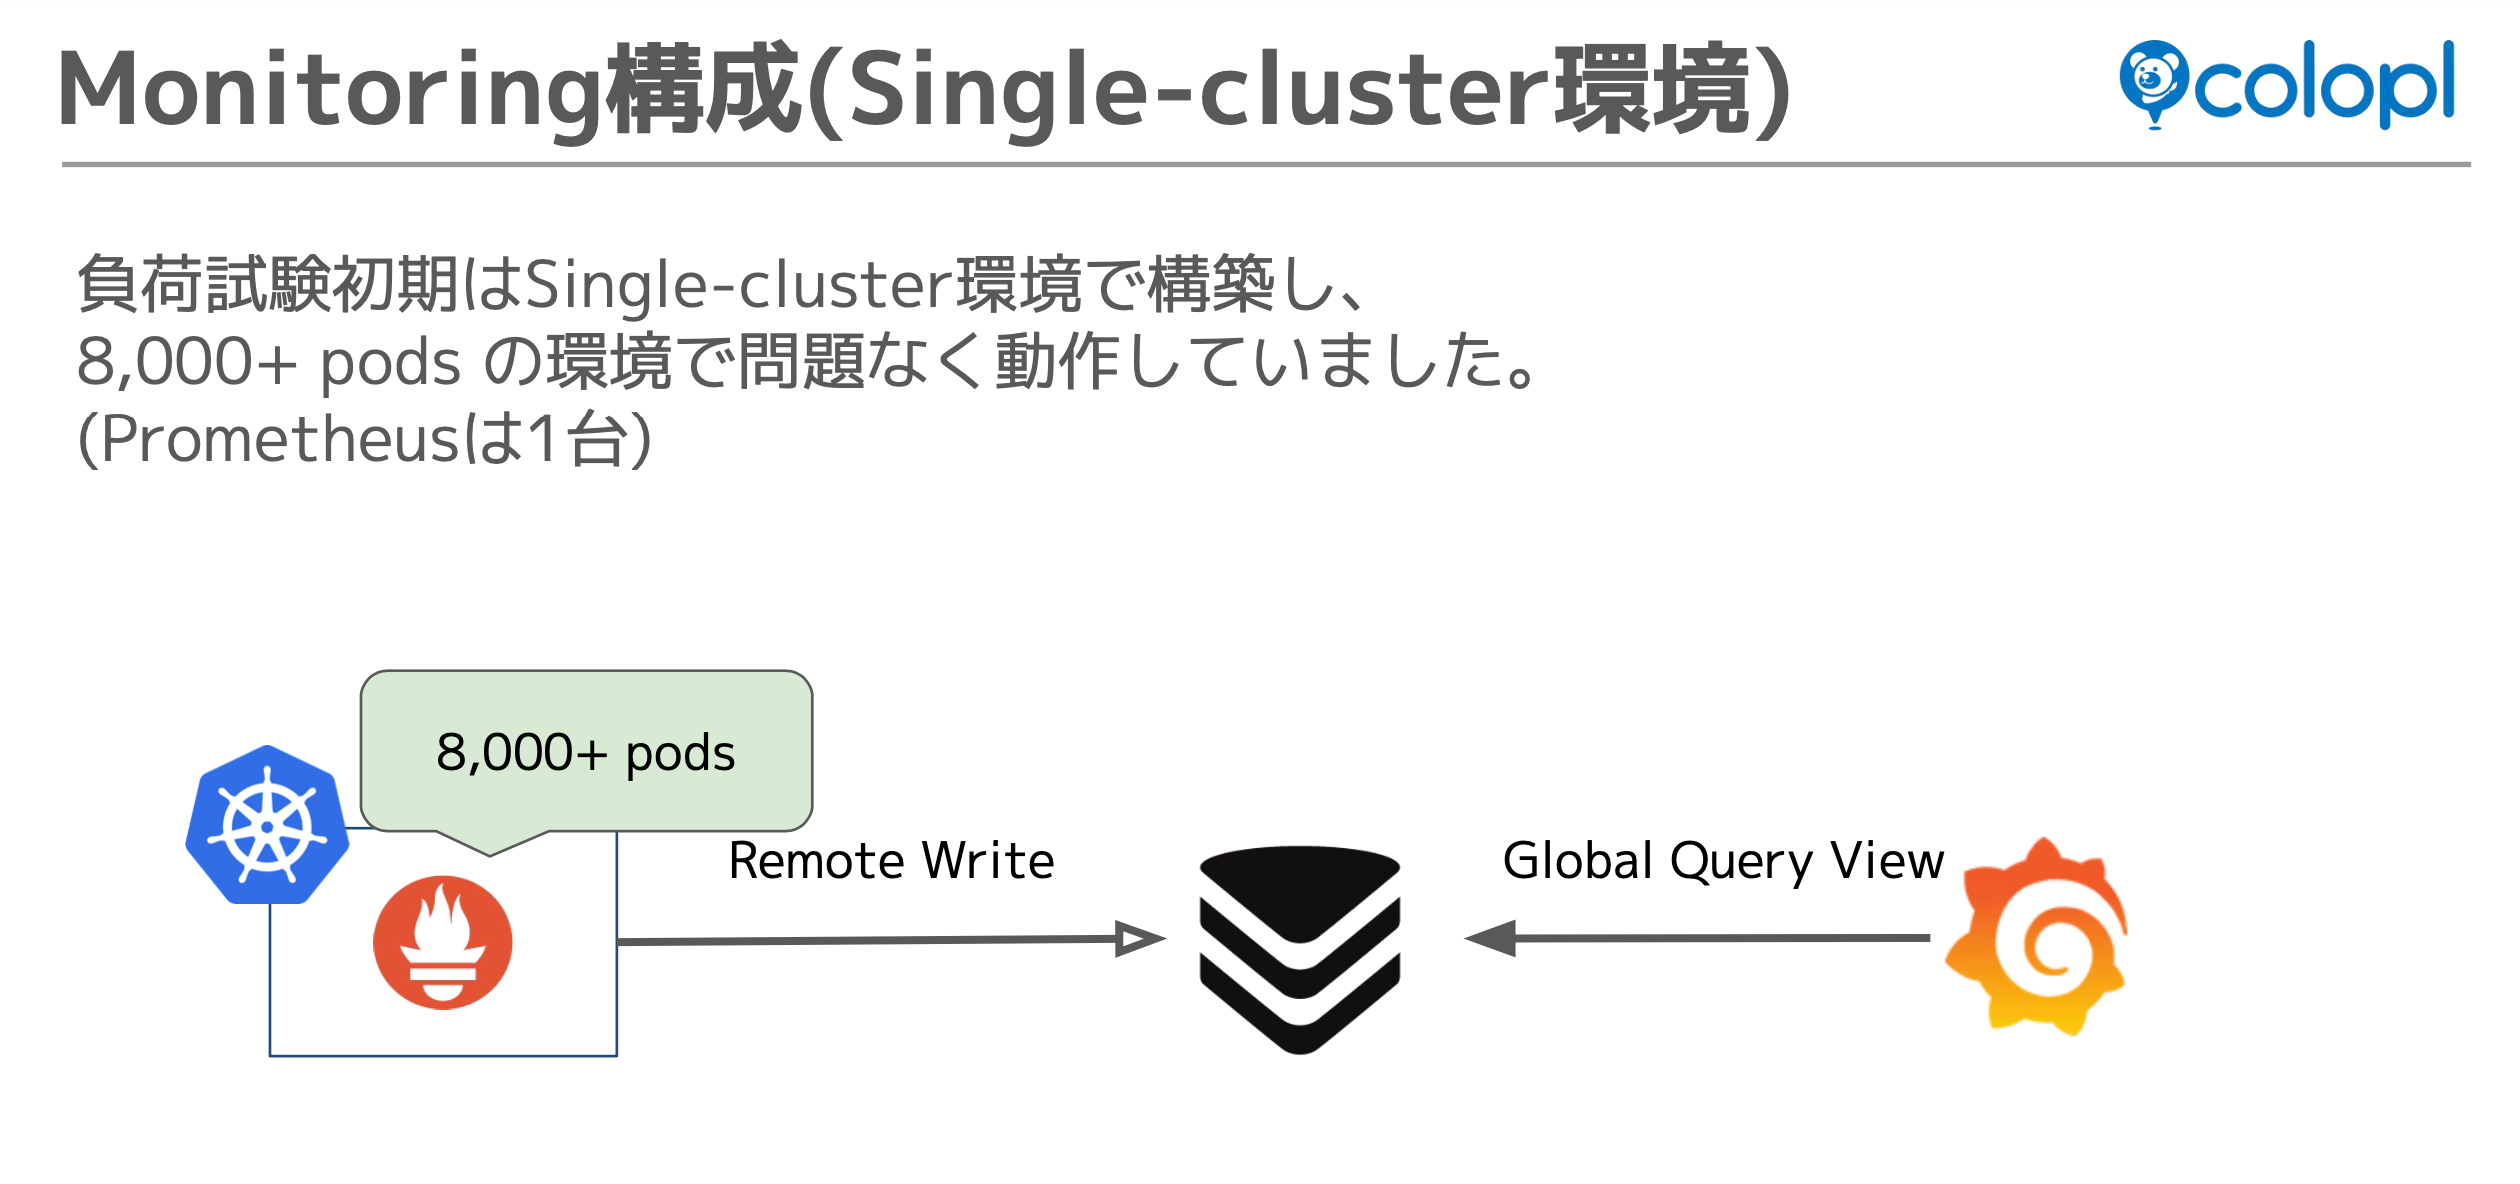 Monitoring構成(Single-cluster環境)
colopl
負荷試験初期はSingle-cluster環境で構築し、
8,000+ pods の環境で問題なく動作していました。
(Prometheusは1台)
8,000+ pods
Remote Write
Global Query View